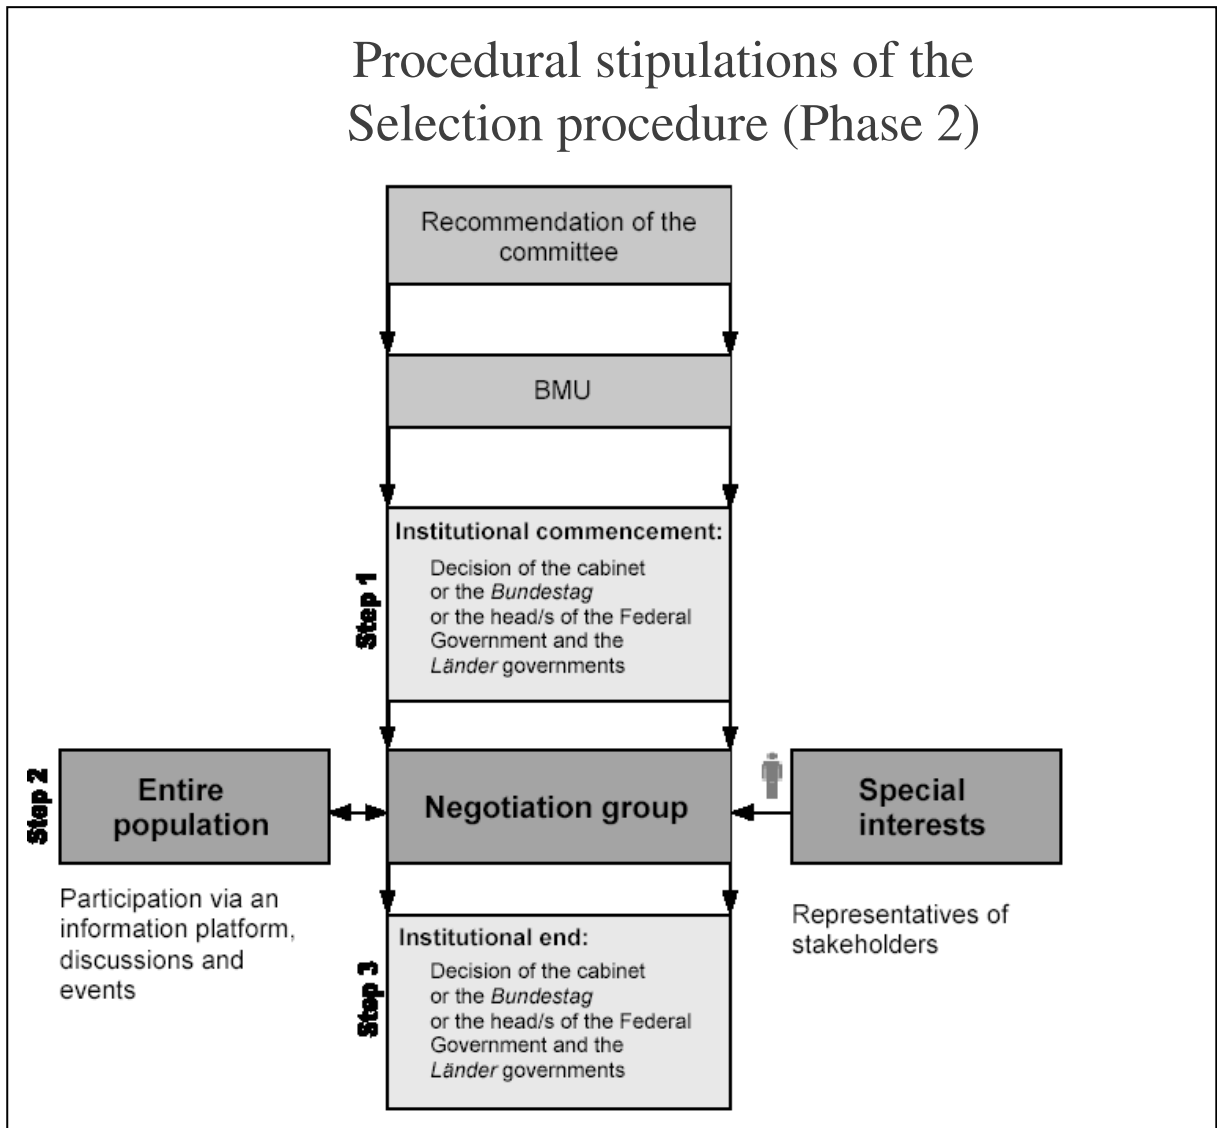 Procedural stipulations of the
Selection procedure (Phase 2)
Recommendation of the
committee
BMU
Step 1
Institutional commencement:
Decision of the cabinet
or the Bundestag
or the head/s of the Federal
Government and the
Länder governments
Step 2
Entire
population
Negotiation group
Special
interests
Participation via an
information platform,
discussions and
events
Representatives of
stakeholders
Step 3
Institutional end:
Decision of the cabinet
or the Bundestag
or the head/s of the Federal
Government and the
Länder governments